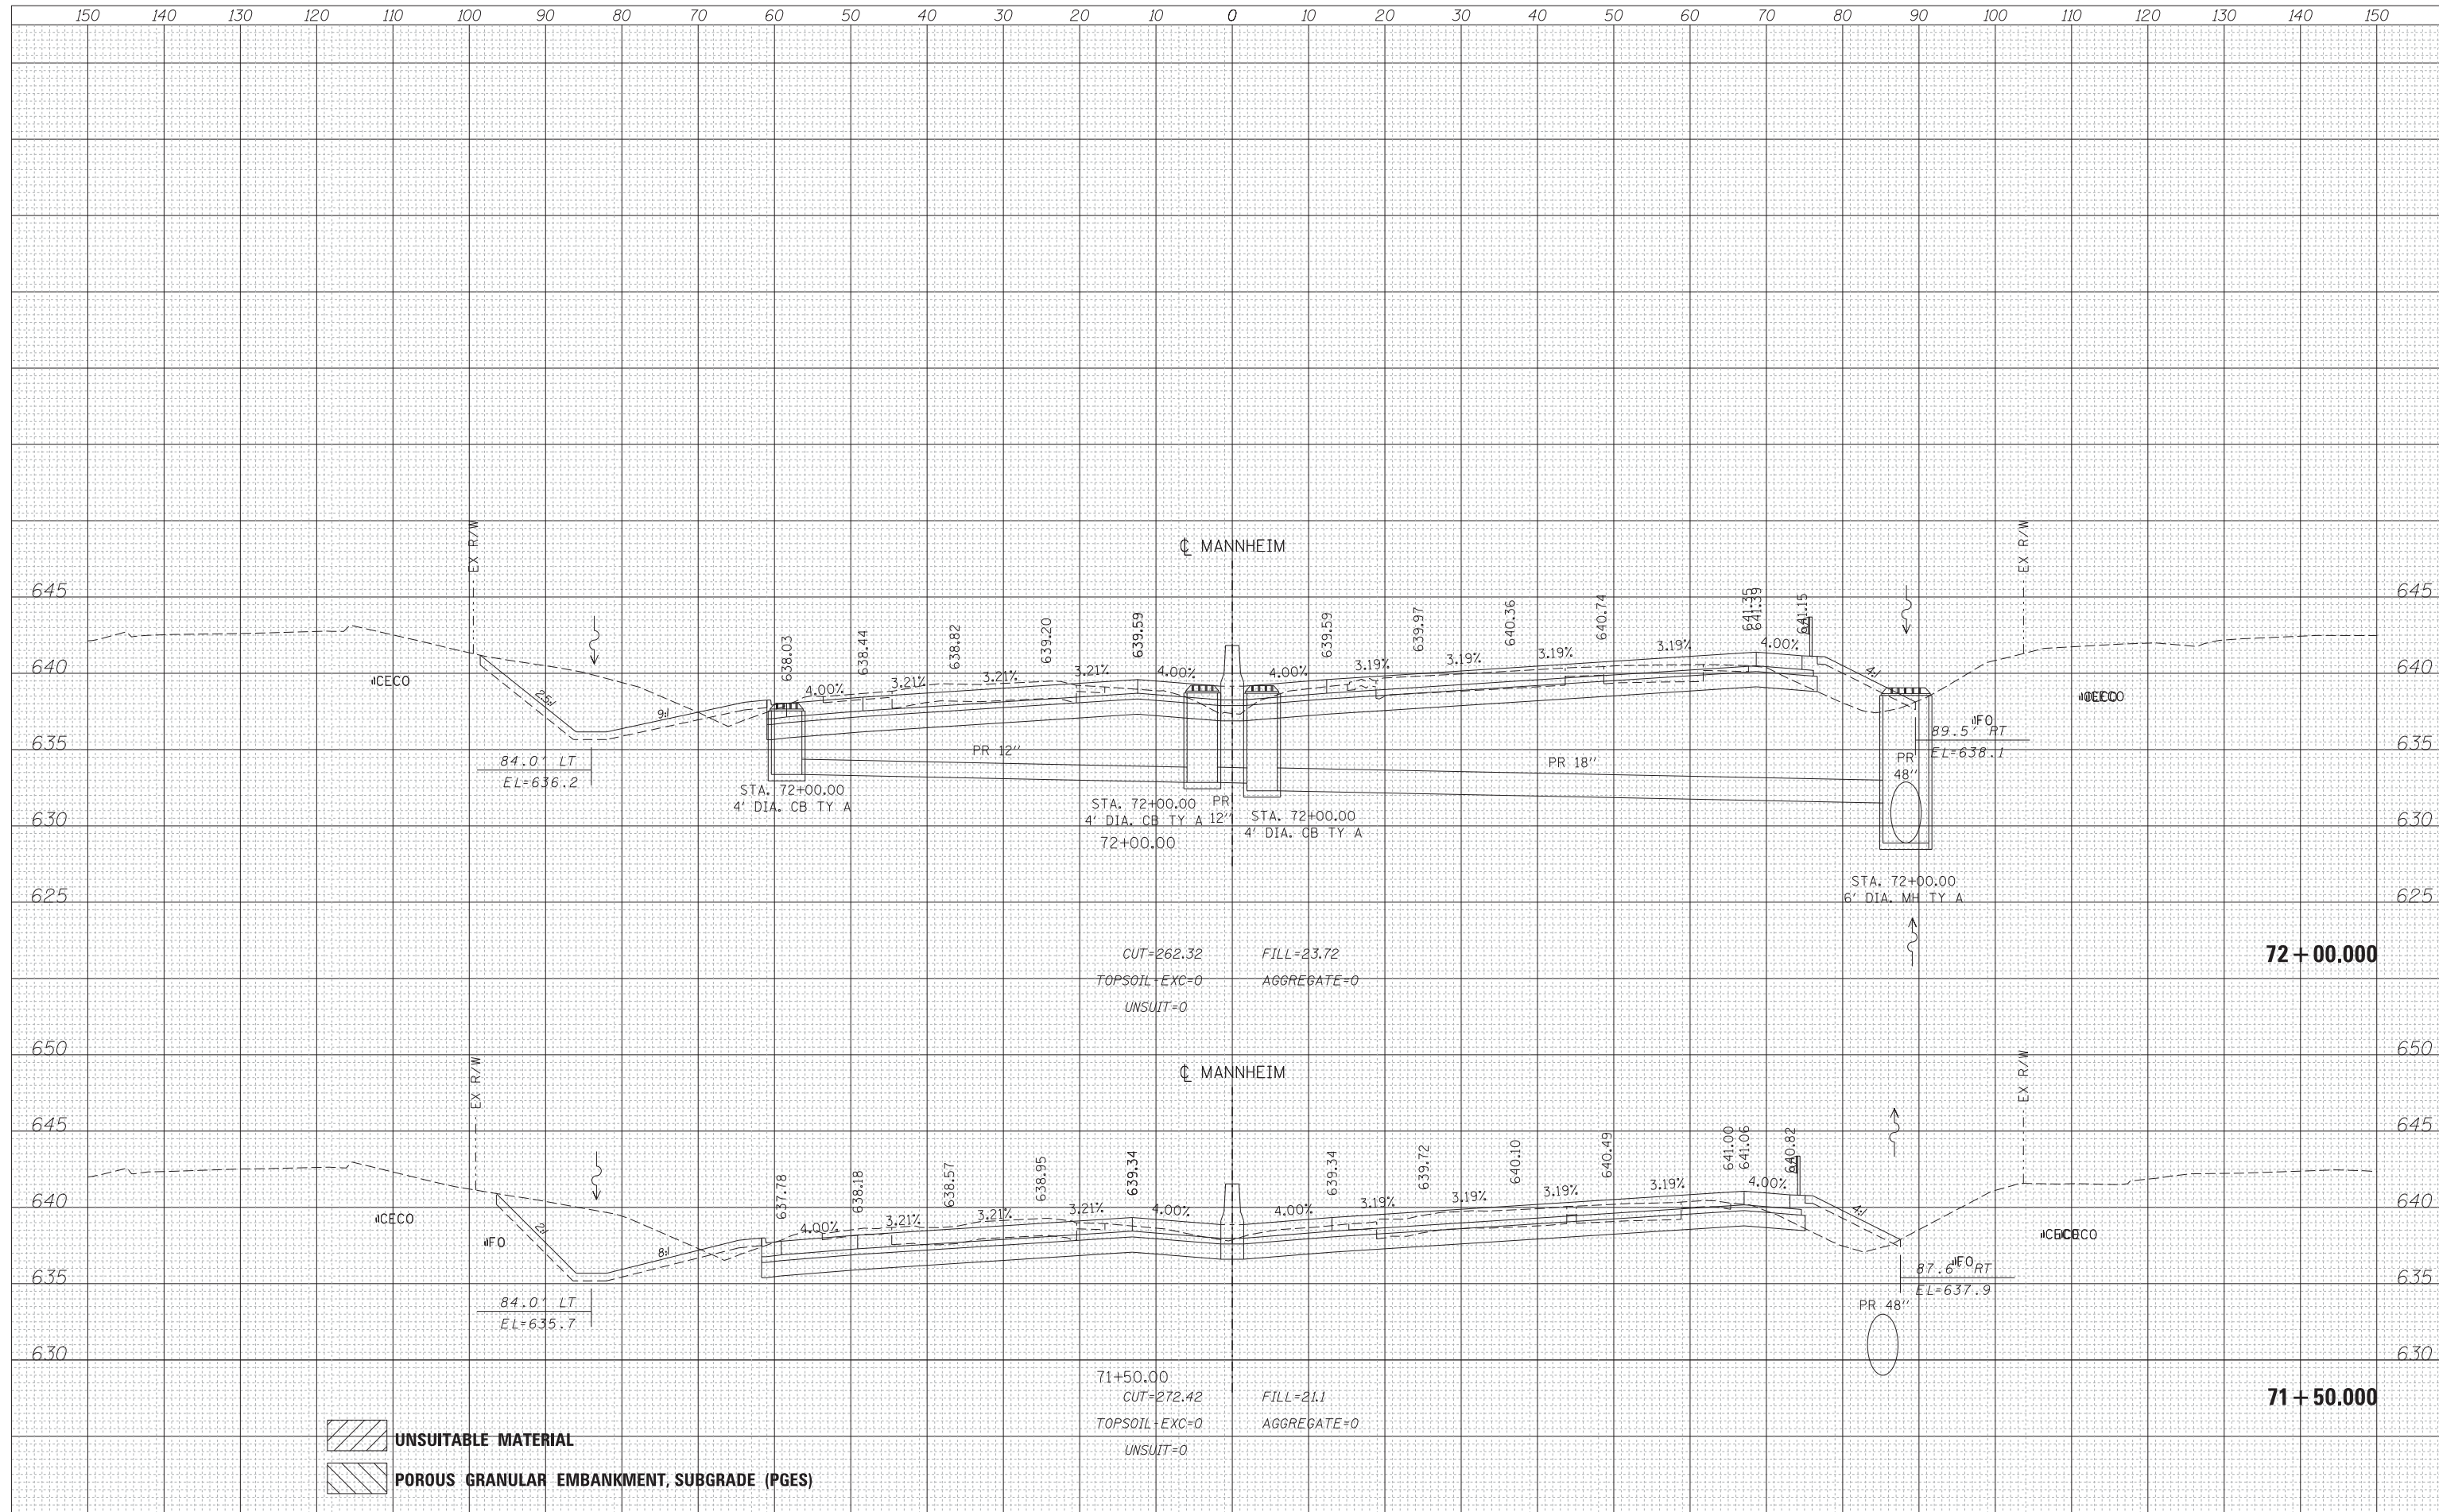 150 140 130 120 110 100 90 80 70 60 50 40 30 20 10 0 10 20 30 40 50 60 70 80 90 100 110 120 130 140 150
EX R/W
EX R/W
℄ MANNHEIM
645 645
640 640
635 635
630 630
625 625
638.03
638.44
638.82
639.20
639.59
639.59
639.97
640.36
640.74
641.35
641.39
641.15
4.00% 3.21% 3.21% 3.21% 4.00% 4.00% 3.19% 3.19% 3.19% 3.19% 4.00%
CECO
9:1
4:1
FO
84.0' LT
EL=636.2
89.5' RT
EL=638.1
PR 12"
PR 18"
PR
48"
STA. 72+00.00
4' DIA. CB TY A
STA. 72+00.00
4' DIA. CB TY A
PR
12"
STA. 72+00.00
4' DIA. CB TY A
72+00.00
STA. 72+00.00
6' DIA. MH TY A
CUT=262.32 FILL=23.72
TOPSOIL-EXC=0 AGGREGATE=0
UNSUIT=0
72+00.000
650 650
EX R/W
EX R/W
℄ MANNHEIM
645 645
640 640
635 635
630 630
637.78
638.18
638.57
638.95
639.34
639.34
639.72
640.10
640.49
641.00
641.06
640.82
4.00% 3.21% 3.21% 3.21% 4.00% 4.00% 3.19% 3.19% 3.19% 3.19% 4.00%
CECO
FO
2:1
8:1
4:1
FO
84.0' LT
EL=635.7
87.6' RT
EL=637.9
PR 48"
71+50.00
CUT=272.42 FILL=21.1
TOPSOIL-EXC=0 AGGREGATE=0
UNSUIT=0
71+50.000
UNSUITABLE MATERIAL
POROUS GRANULAR EMBANKMENT, SUBGRADE (PGES)